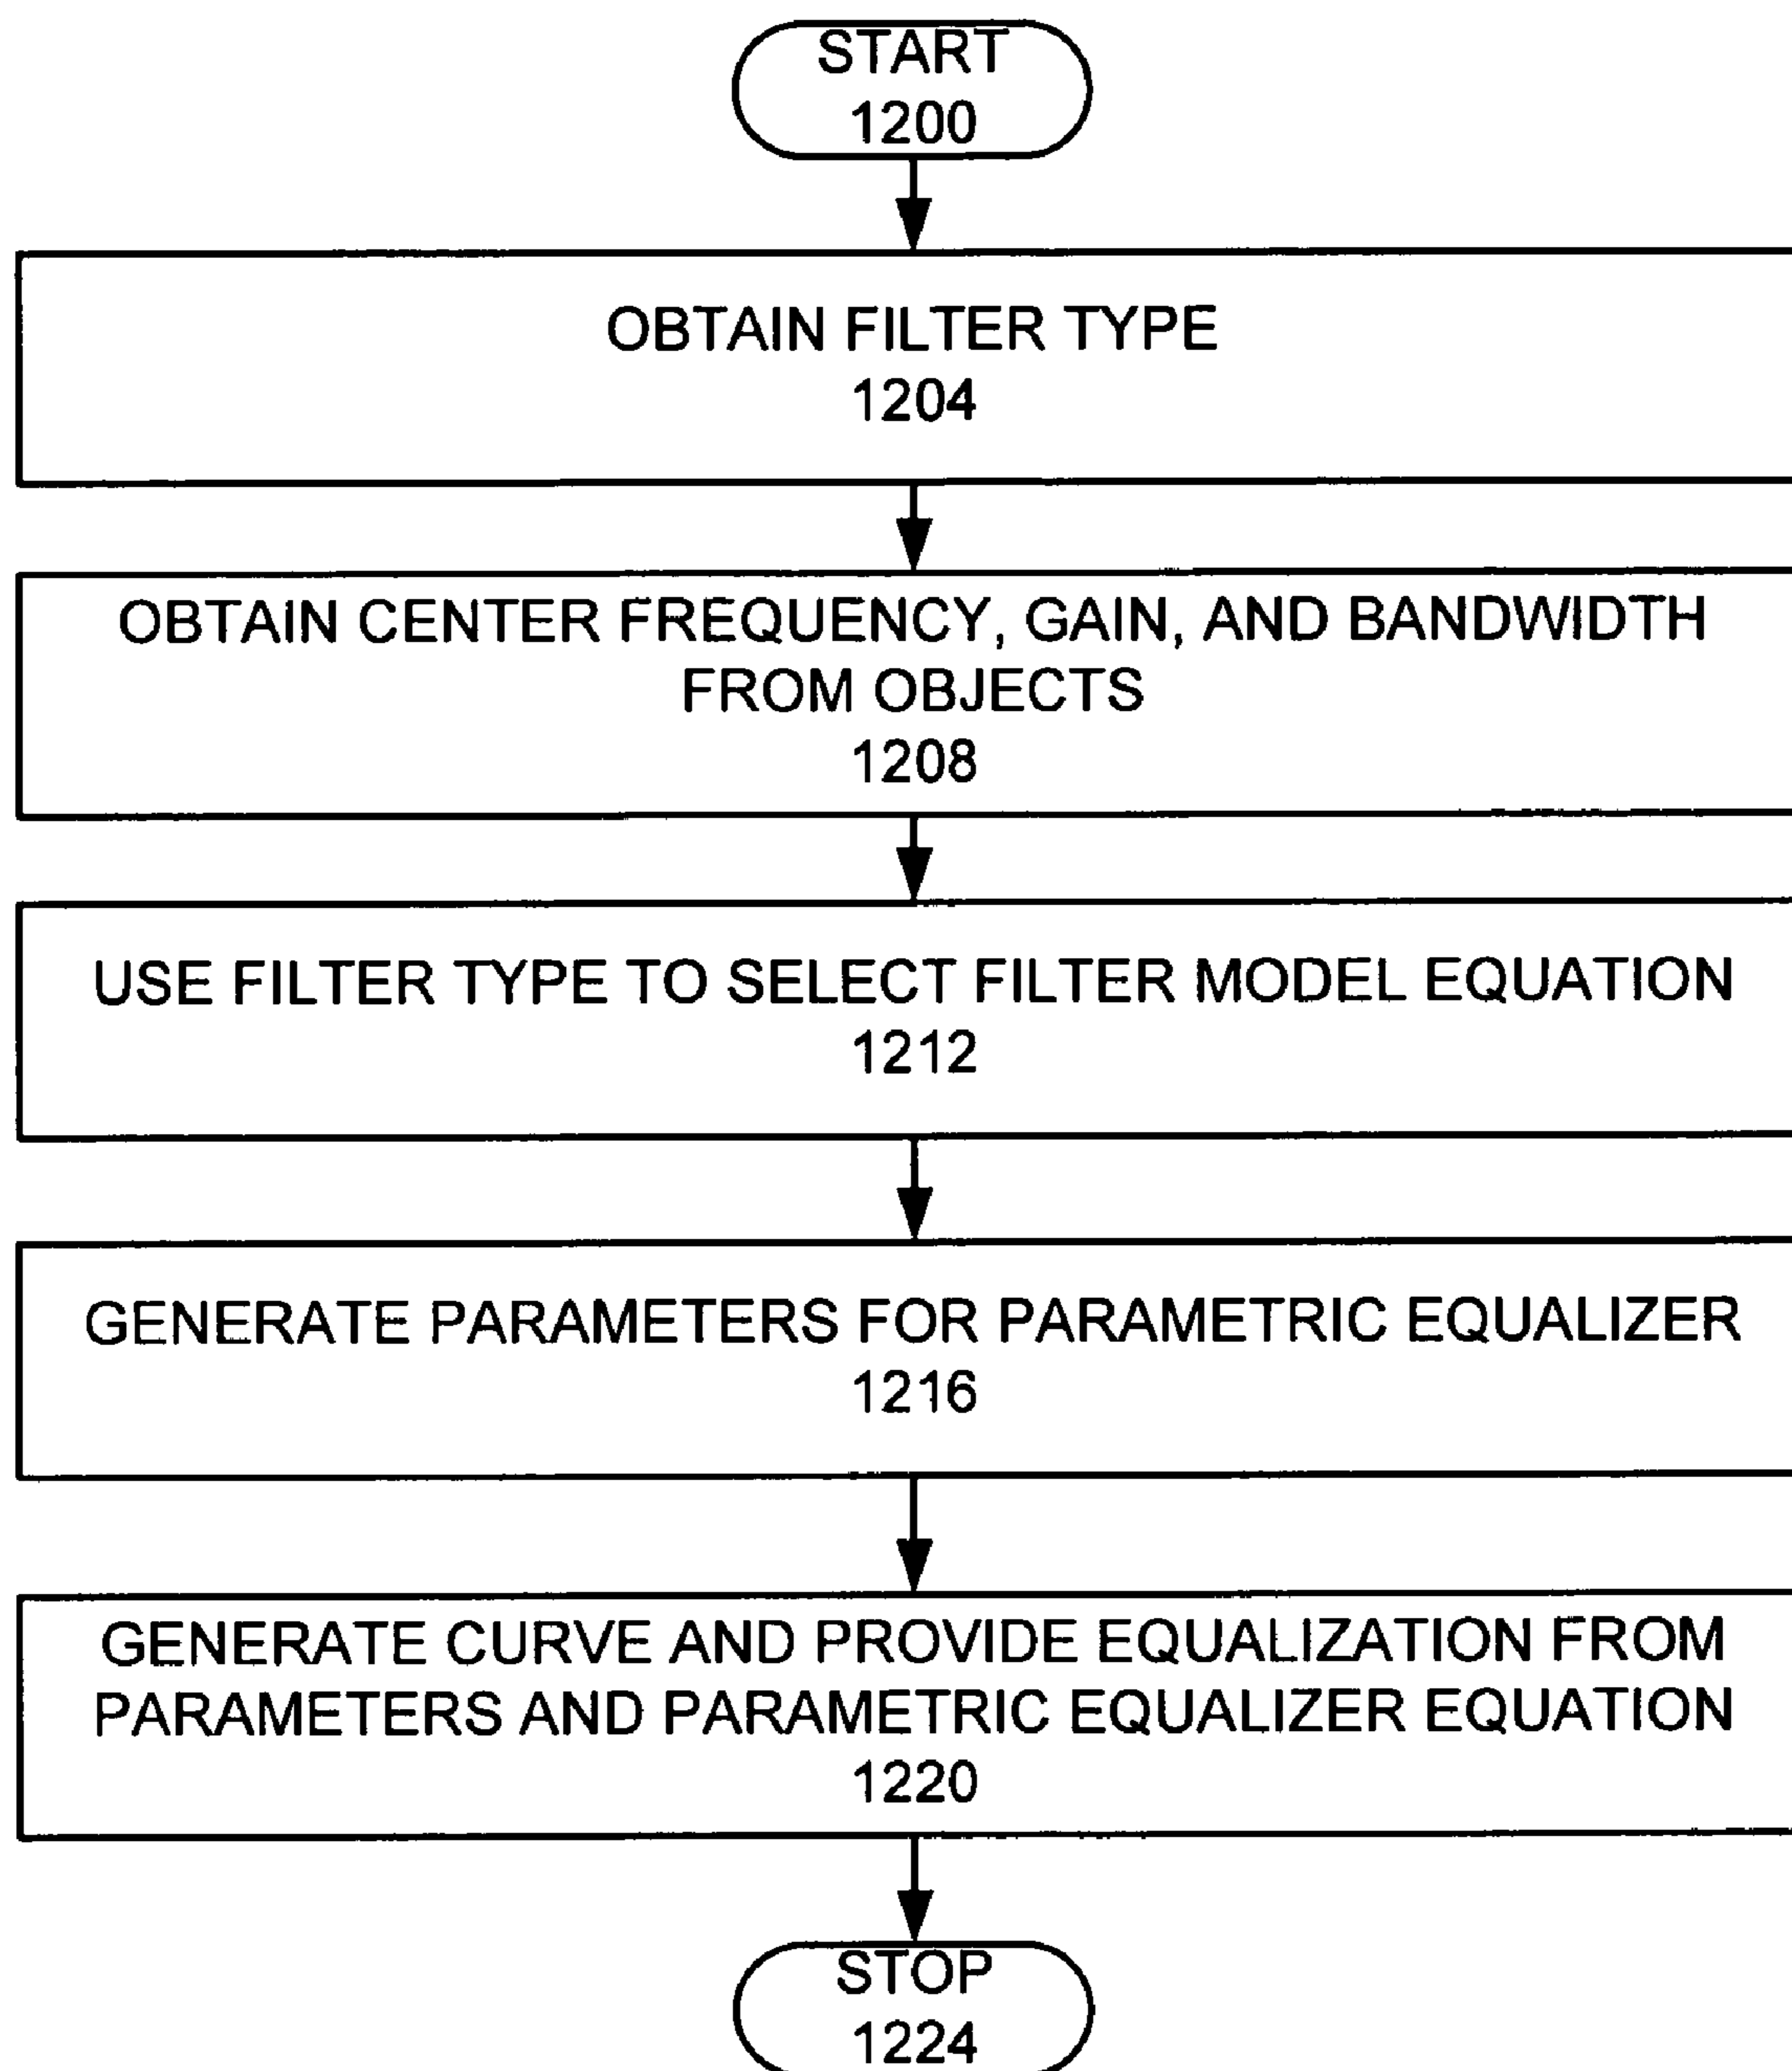 START
1200
OBTAIN FILTER TYPE
1204
OBTAIN CENTER FREQUENCY, GAIN, AND BANDWIDTH
FROM OBJECTS
1208
USE FILTER TYPE TO SELECT FILTER MODEL EQUATION
1212
GENERATE PARAMETERS FOR PARAMETRIC EQUALIZER
1216
GENERATE CURVE AND PROVIDE EQUALIZATION FROM
PARAMETERS AND PARAMETRIC EQUALIZER EQUATION
1220
STOP
1224